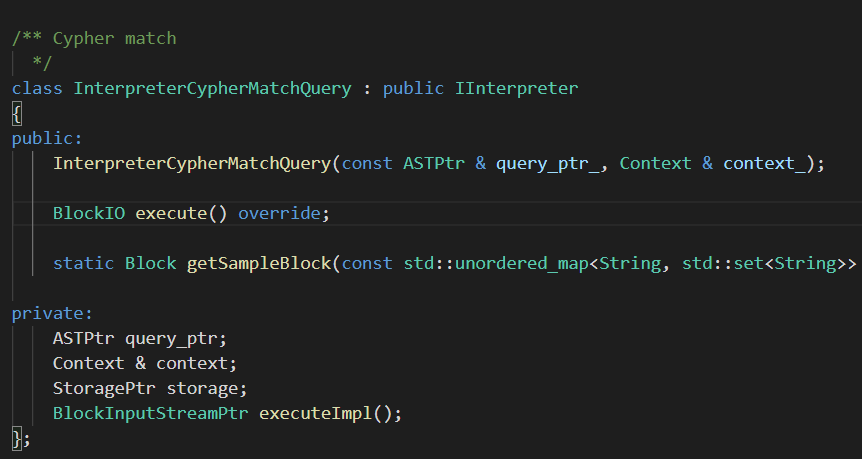 /** Cypher match
*/
class InterpreterCypherMatchQuery : public IInterpreter
{
public:
InterpreterCypherMatchQuery(const ASTPtr & query_ptr_, Context & context_);
BlockIO execute() override;
static Block getSampleBlock(const std::unordered_map<String, std::set<String>>
private:
ASTPtr query_ptr;
Context & context;
StoragePtr storage;
BlockInputStreamPtr executeImpl();
};